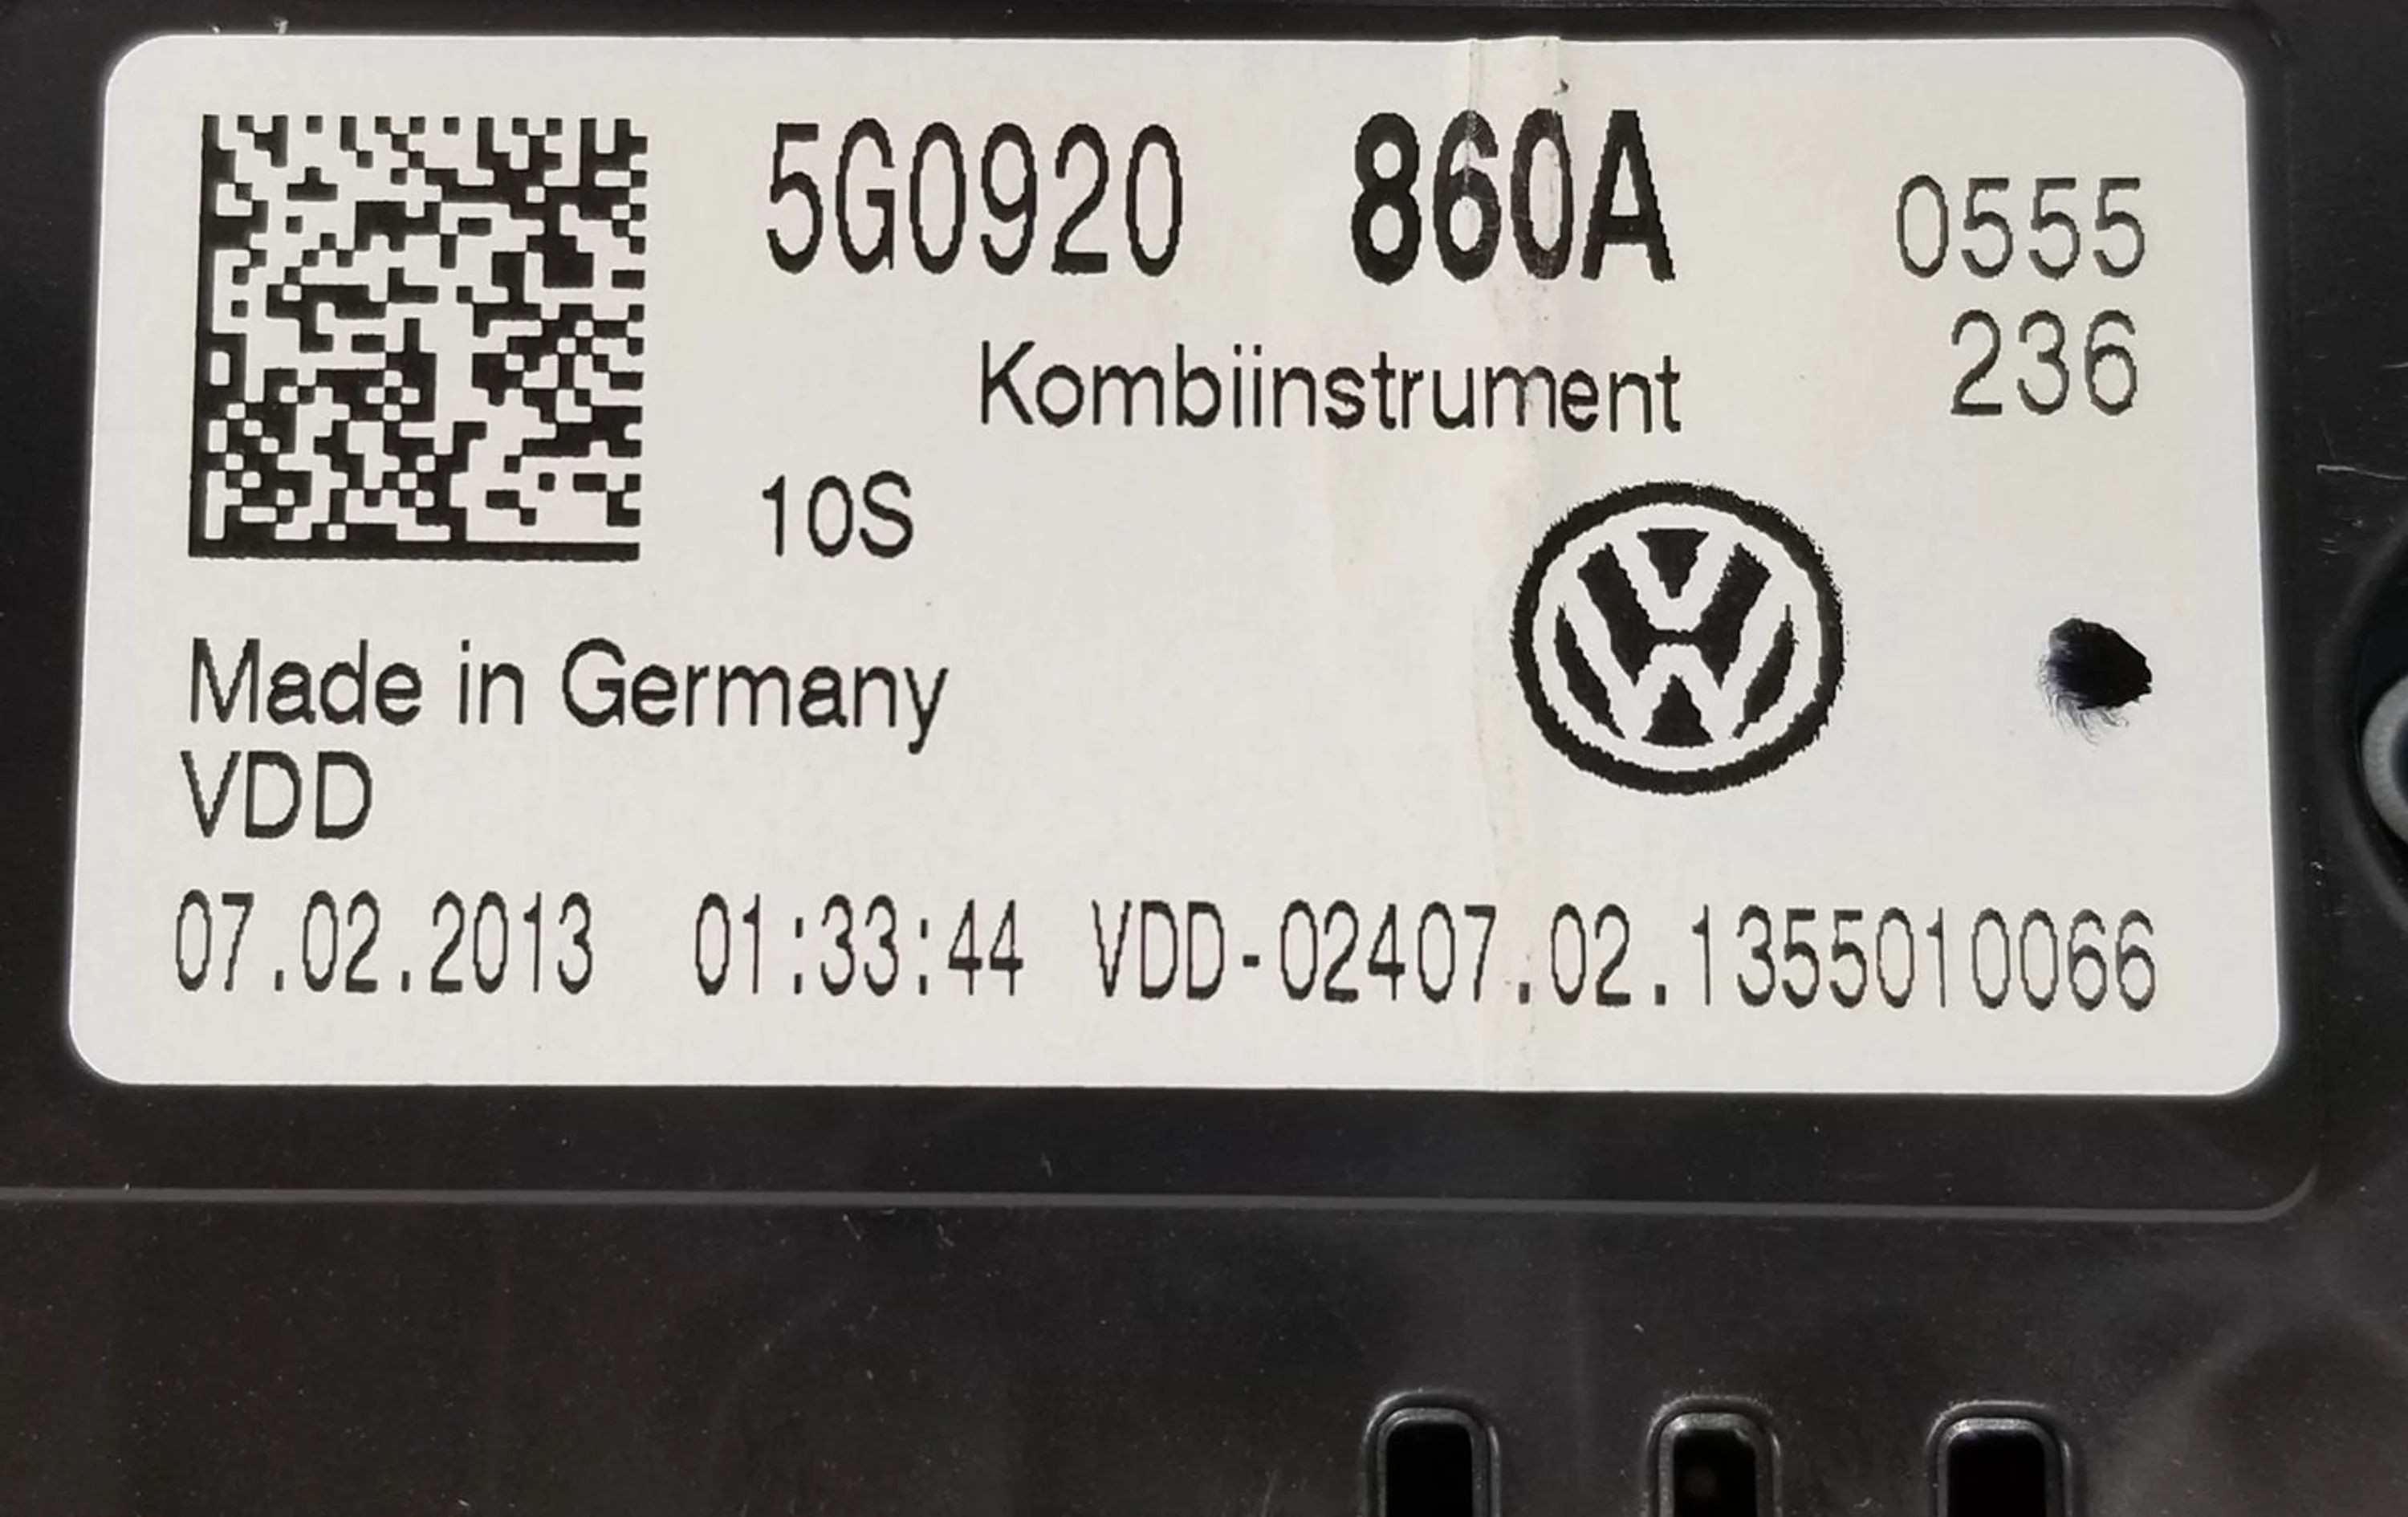 5G0920 860A 0555
Kombiinstrument 236
10S
Made in Germany
VDD
07.02.2013 01:33:44 VDD-02407.02.1355010066